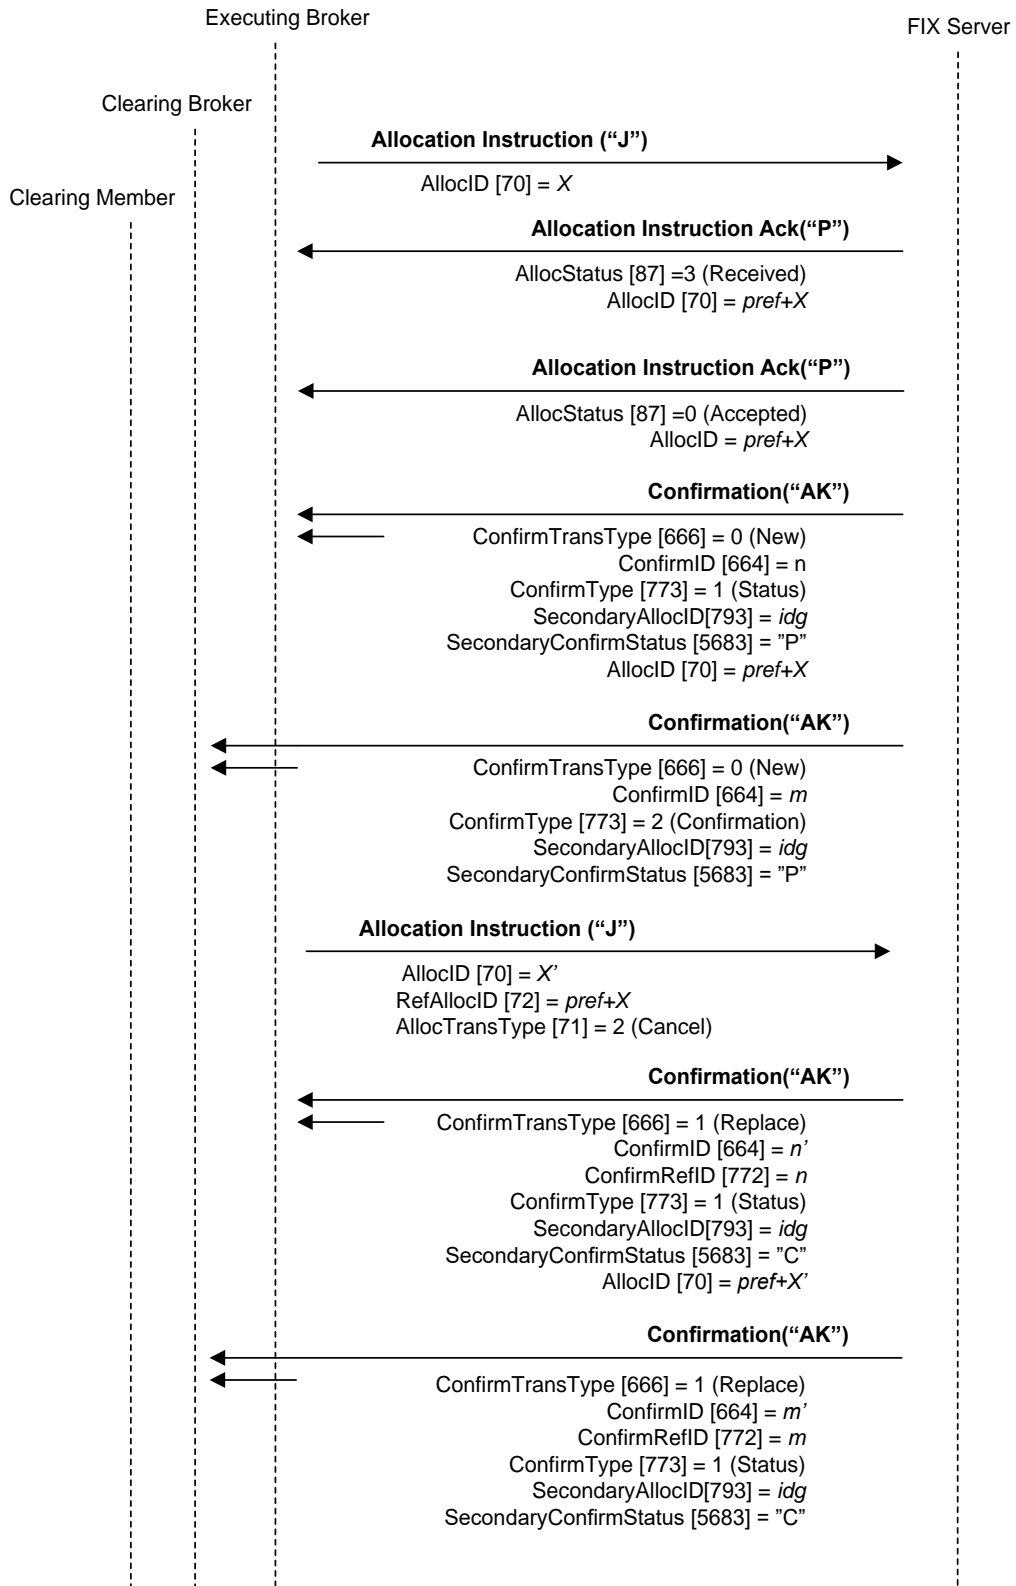 Executing Broker
FIX Server
Clearing Broker
Clearing Member
Allocation Instruction (“J”)
AllocID [70] = X
Allocation Instruction Ack(“P”)
AllocStatus [87] =3 (Received)
AllocID [70] = pref+X
Allocation Instruction Ack(“P”)
AllocStatus [87] =0 (Accepted)
AllocID = pref+X
Confirmation(“AK”)
ConfirmTransType [666] = 0 (New)
ConfirmID [664] = n
ConfirmType [773] = 1 (Status)
SecondaryAllocID[793] = idg
SecondaryConfirmStatus [5683] = ”P”
AllocID [70] = pref+X
Confirmation(“AK”)
ConfirmTransType [666] = 0 (New)
ConfirmID [664] = m
ConfirmType [773] = 2 (Confirmation)
SecondaryAllocID[793] = idg
SecondaryConfirmStatus [5683] = ”P”
Allocation Instruction (“J”)
AllocID [70] = X’
RefAllocID [72] = pref+X
AllocTransType [71] = 2 (Cancel)
Confirmation(“AK”)
ConfirmTransType [666] = 1 (Replace)
ConfirmID [664] = n’
ConfirmRefID [772] = n
ConfirmType [773] = 1 (Status)
SecondaryAllocID[793] = idg
SecondaryConfirmStatus [5683] = ”C”
AllocID [70] = pref+X’
Confirmation(“AK”)
ConfirmTransType [666] = 1 (Replace)
ConfirmID [664] = m’
ConfirmRefID [772] = m
ConfirmType [773] = 1 (Status)
SecondaryAllocID[793] = idg
SecondaryConfirmStatus [5683] = ”C”